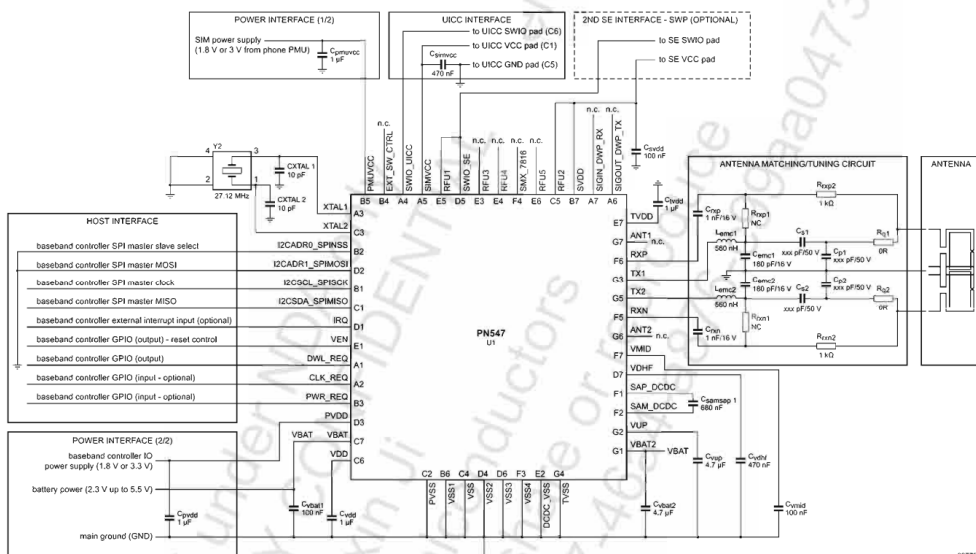 POWER INTERFACE (1/2)
SIM power supply
(1.8 V or 3 V from phone PMU)
Cpmuvcc
1 µF
UICC INTERFACE
to UICC SWIO pad (C6)
to UICC VCC pad (C1)
Csimvcc
to UICC GND pad (C5)
470 nF
2ND SE INTERFACE - SWP (OPTIONAL)
to SE SWIO pad
to SE VCC pad
n.c.
n.c.
n.c.
n.c.
n.c.
n.c.
n.c.
n.c.
PMUVCC
EXT_SW_CTRL
SWIO_UICC
SIMVCC
RFU1
SWIO_SE
RFU3
RFU4
SMX_7816
RFU5
RFU2
SVDD
SIGIN_DWP_RX
SIGOUT_DWP_TX
Csvdd
100 nF
B5
B4
A4
A5
E5
D5
E3
E4
F4
E6
C5
B7
A7
A6
Y2
4
3
2
1
27.12 MHz
CXTAL 1
10 pF
CXTAL 2
10 pF
XTAL1
A3
XTAL2
C3
HOST INTERFACE
baseband controller SPI master slave select
I2CADR0_SPINSS
B2
baseband controller SPI master MOSI
I2CADR1_SPIMOSI
D2
baseband controller SPI master clock
I2CSCL_SPISCK
B1
baseband controller SPI master MISO
I2CSDA_SPIMISO
C1
baseband controller external interrupt input (optional)
IRQ
D1
baseband controller GPIO (output) - reset control
VEN
E1
baseband controller GPIO (output)
DWL_REQ
A1
baseband controller GPIO (input - optional)
CLK_REQ
A2
baseband controller GPIO (input - optional)
PWR_REQ
B3
PVDD
D3
VBAT
VBAT
C7
VDD
C6
POWER INTERFACE (2/2)
baseband controller IO
power supply (1.8 V or 3.3 V)
battery power (2.3 V up to 5.5 V)
main ground (GND)
Cpvdd
1 µF
Cvbat1
100 nF
Cvdd
1 µF
PN547
U1
C2
B6
C4
D4
D6
F3
E2
G4
PVSS
VSS1
VSS
VSS2
VSS3
VSS4
DCDC_VSS
TVSS
E7
TVDD
Ctvdd
1 µF
G7
ANT1
n.c.
F6
RXP
G3
TX1
G5
TX2
F5
RXN
G6
ANT2
n.c.
F7
VMID
D7
VDHF
F1
SAP_DCDC
F2
SAM_DCDC
Csamsap 1
680 nF
G2
VUP
G1
VBAT2
VBAT
Cvbat2
4.7 µF
Cvup
4.7 µF
Cvdhf
470 nF
Cvmid
100 nF
ANTENNA MATCHING/TUNING CIRCUIT
Crxp
1 nF/16 V
Rrxp1
NC
Rrxp2
1 kΩ
Lemc1
560 nH
Cemc1
180 pF/16 V
Cs1
xxx pF/50 V
Cp1
xxx pF/50 V
Rq1
0R
Lemc2
560 nH
Cemc2
180 pF/16 V
Cs2
xxx pF/50 V
Cp2
xxx pF/50 V
Rq2
0R
Crxn
1 nF/16 V
Rrxn1
NC
Rrxn2
1 kΩ
ANTENNA